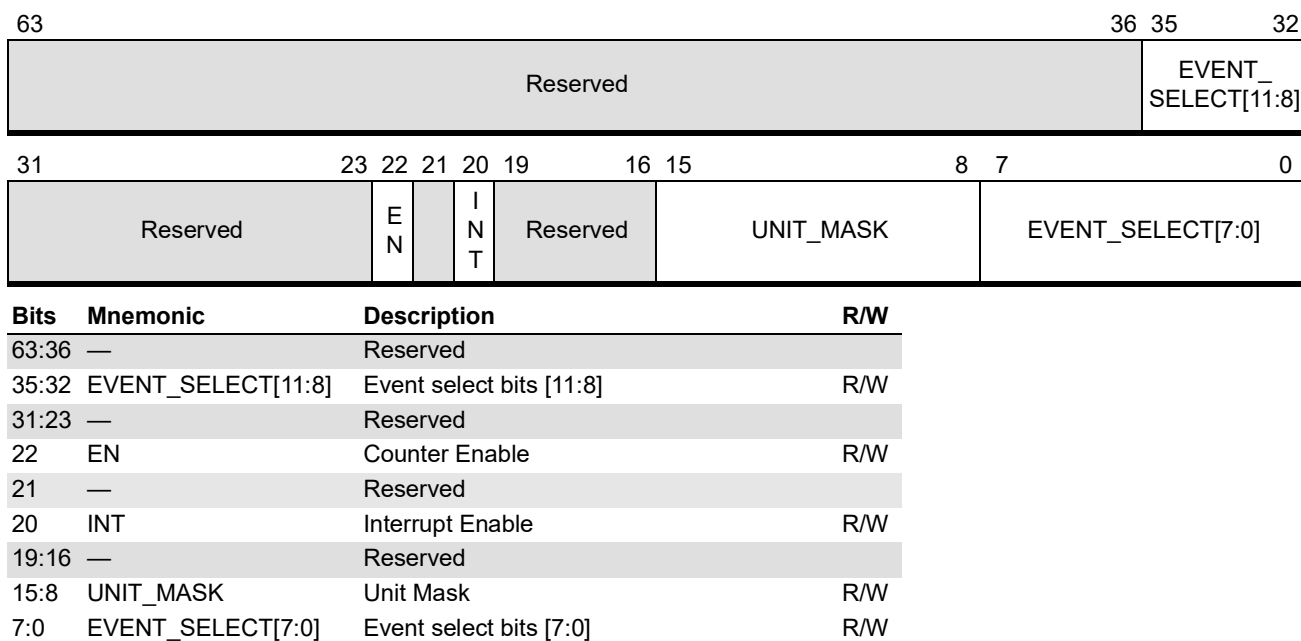 63 36 35 32
Reserved EVENT_
SELECT[11:8]
31 23 22 21 20 19 16 15 8 7 0
Reserved E
N I
N
T Reserved UNIT_MASK EVENT_SELECT[7:0]
Bits Mnemonic Description R/W
63:36 — Reserved
35:32 EVENT_SELECT[11:8] Event select bits [11:8] R/W
31:23 — Reserved
22 EN Counter Enable R/W
21 — Reserved
20 INT Interrupt Enable R/W
19:16 — Reserved
15:8 UNIT_MASK Unit Mask R/W
7:0 EVENT_SELECT[7:0] Event select bits [7:0] R/W